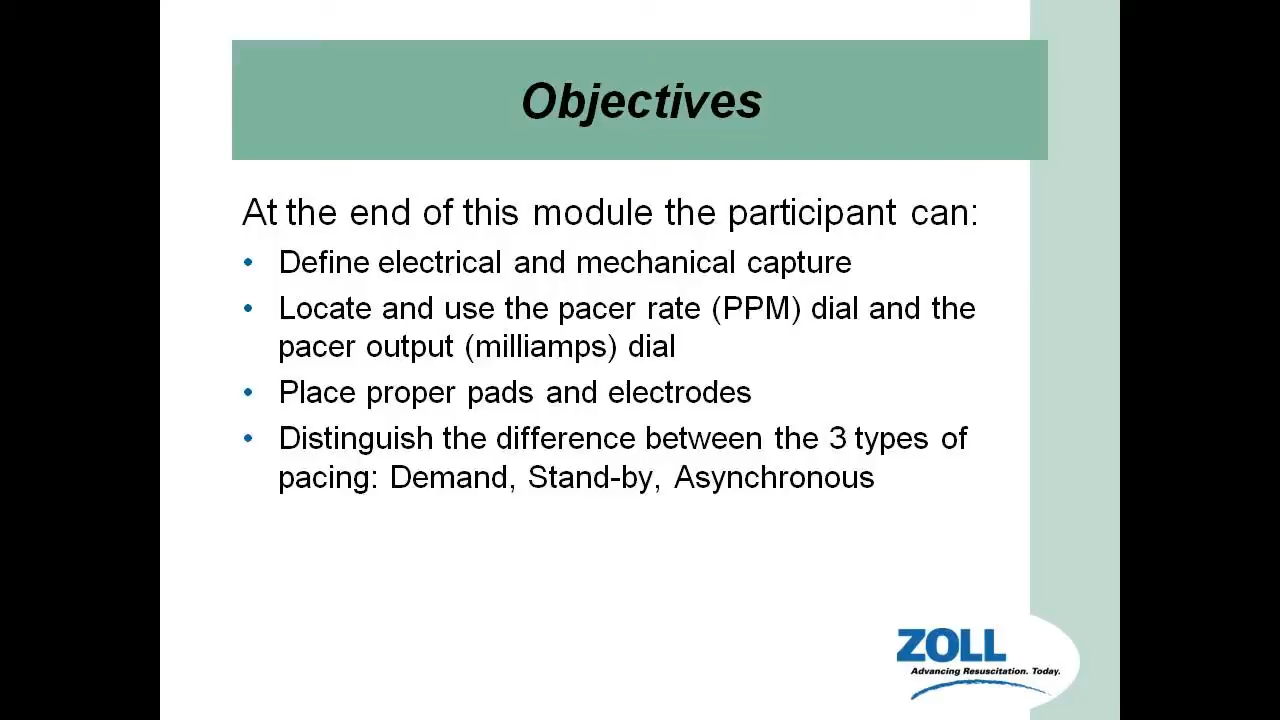 Objectives
At the end of this module the participant can:
• Define electrical and mechanical capture
• Locate and use the pacer rate (PPM) dial and the
pacer output (milliamps) dial
• Place proper pads and electrodes
• Distinguish the difference between the 3 types of
pacing: Demand, Stand-by, Asynchronous
ZOLL
Advancing Resuscitation. Today.